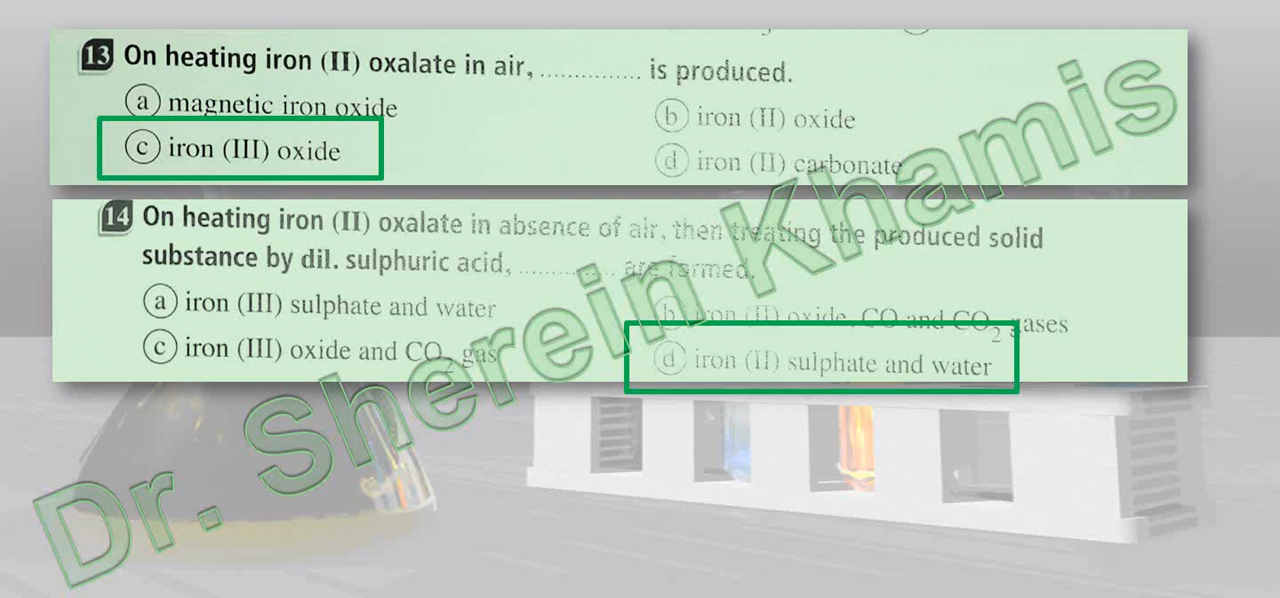 13 On heating iron (II) oxalate in air, .............. is produced.
a magnetic iron oxide
b iron (II) oxide
c iron (III) oxide
d iron (II) carbonate
14 On heating iron (II) oxalate in absence of air, then treating the produced solid
substance by dil. sulphuric acid, .............. are formed.
a iron (III) sulphate and water
b iron (II) oxide, CO and CO₂ gases
c iron (III) oxide and CO₂ gas
d iron (II) sulphate and water
Dr. Sherein Khamis